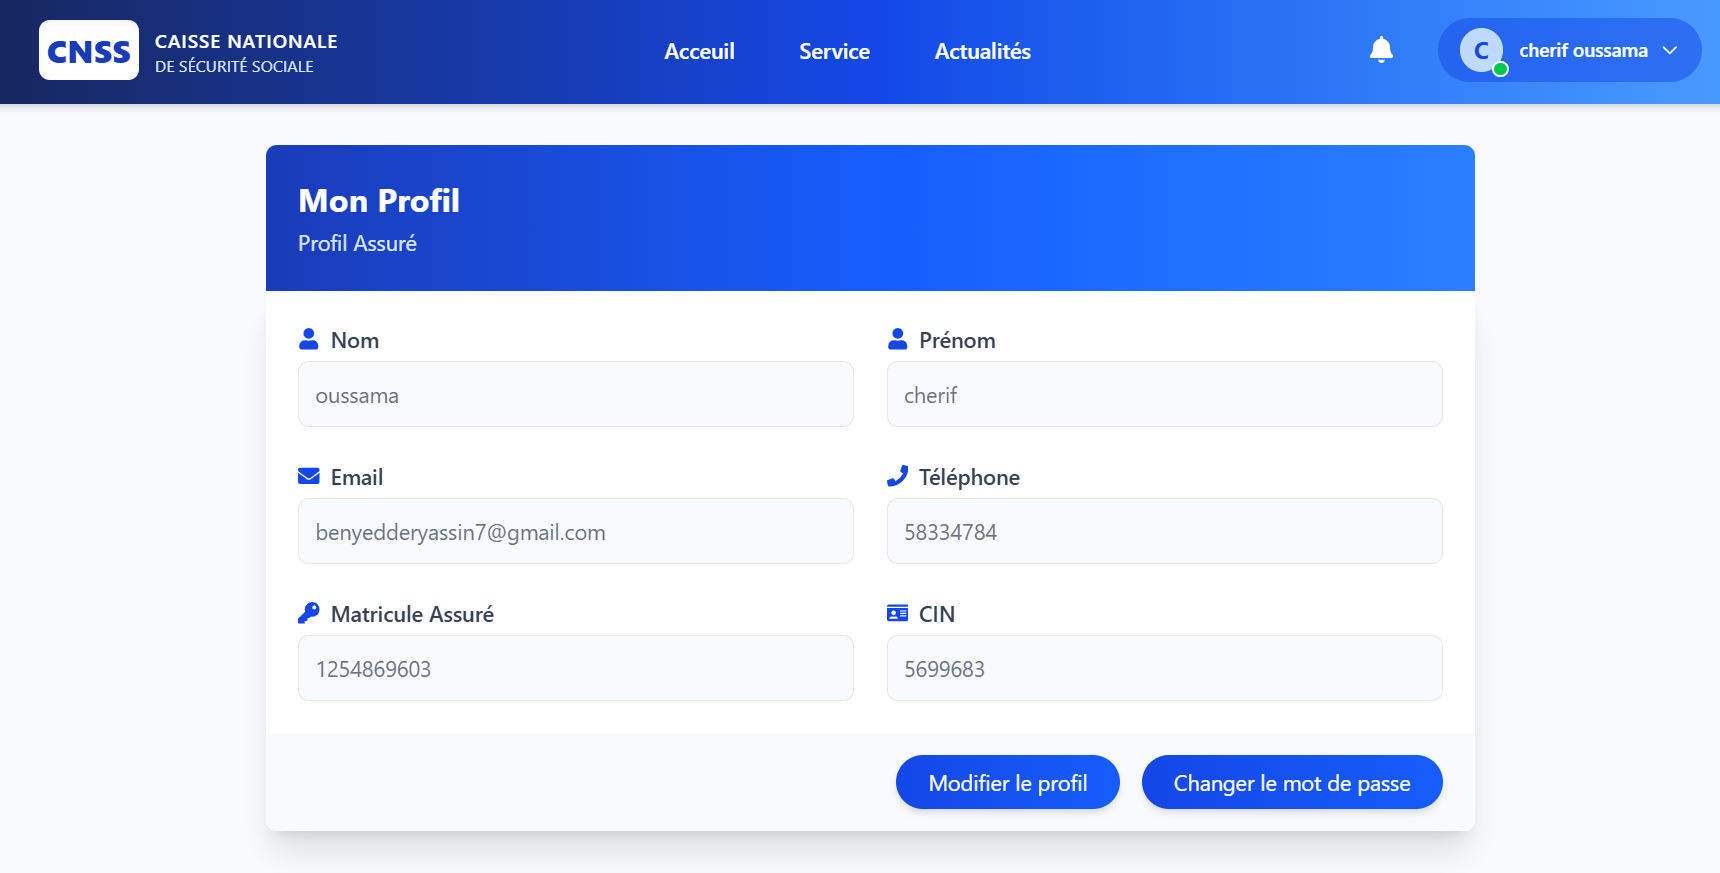 CNSS
CAISSE NATIONALE
DE SÉCURITÉ SOCIALE
Acceuil
Service
Actualités
C
cherif oussama
Mon Profil
Profil Assuré
Nom
Prénom
oussama
cherif
Email
Téléphone
benyedderyassin7@gmail.com
58334784
Matricule Assuré
CIN
1254869603
5699683
Modifier le profil
Changer le mot de passe